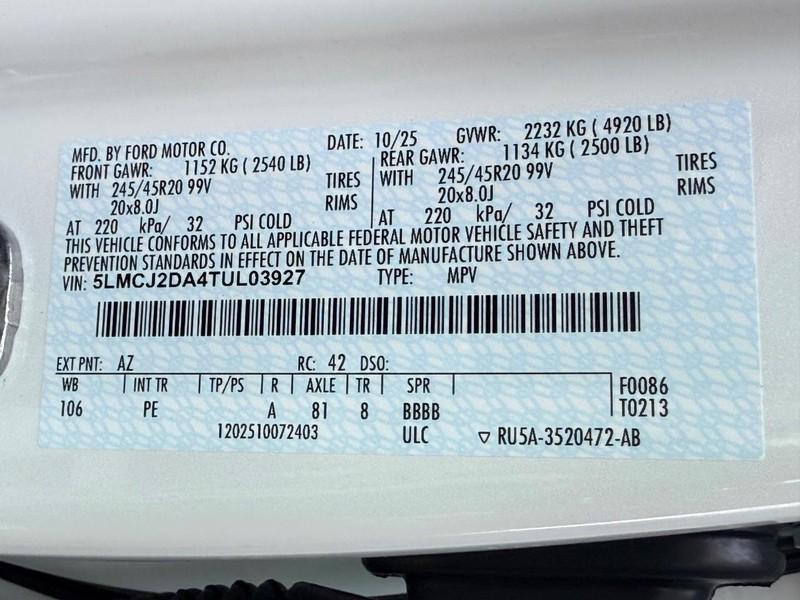 MFD. BY FORD MOTOR CO. DATE: 10/25 GVWR: 2232 KG ( 4920 LB)
FRONT GAWR: 1152 KG ( 2540 LB) REAR GAWR: 1134 KG ( 2500 LB)
WITH 245/45R20 99V TIRES WITH 245/45R20 99V TIRES
20x8.0J RIMS 20x8.0J RIMS
AT 220 kPa/ 32 PSI COLD AT 220 kPa/ 32 PSI COLD
THIS VEHICLE CONFORMS TO ALL APPLICABLE FEDERAL MOTOR VEHICLE SAFETY AND THEFT
PREVENTION STANDARDS IN EFFECT ON THE DATE OF MANUFACTURE SHOWN ABOVE.
VIN: 5LMCJ2DA4TUL03927 TYPE: MPV
EXT PNT: AZ RC: 42 DSO:
WB INT TR TP/PS R AXLE TR SPR F0086
106 PE A 81 8 BBBB T0213
1202510072403 ULC ▽ RU5A-3520472-AB